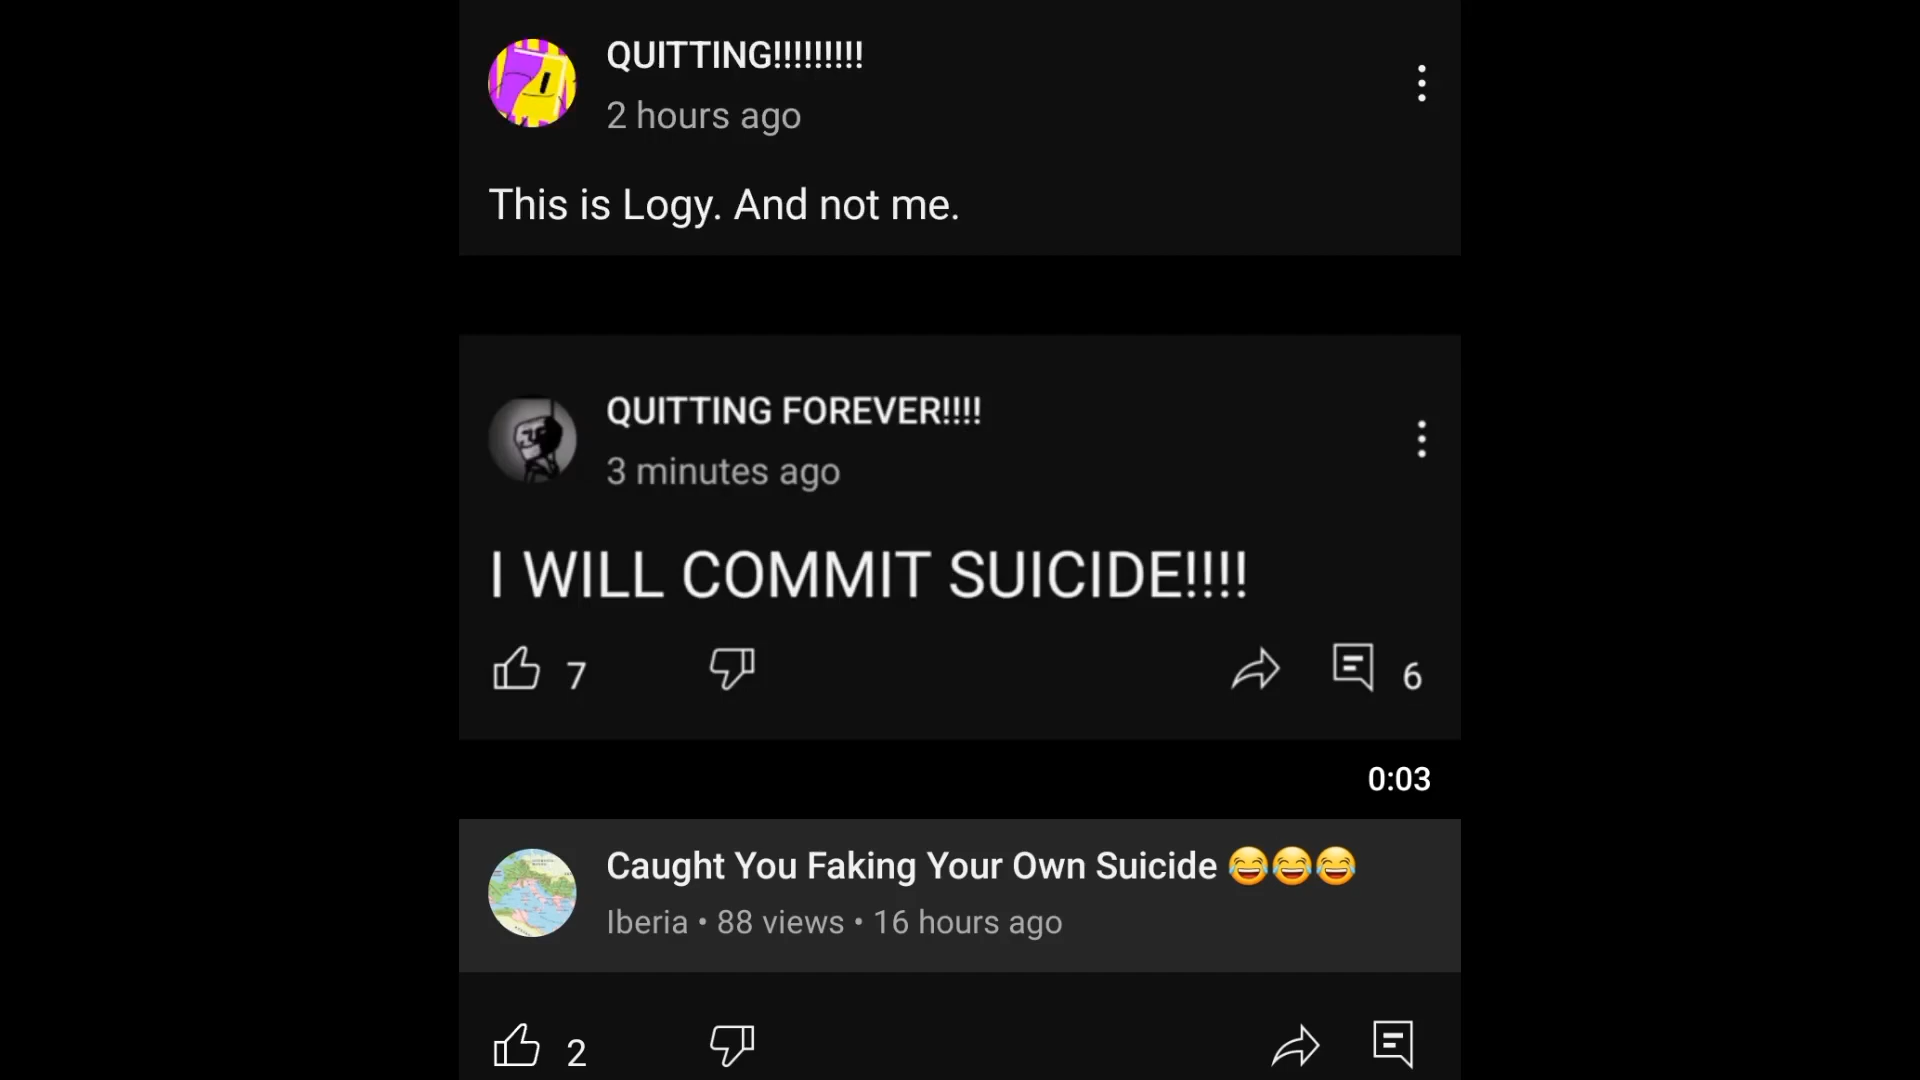 QUITTING!!!!!!!!!
2 hours ago
This is Logy. And not me.
QUITTING FOREVER!!!!
3 minutes ago
I WILL COMMIT SUICIDE!!!!
7
6
0:03
Caught You Faking Your Own Suicide 😂😂😂
Iberia • 88 views • 16 hours ago
2